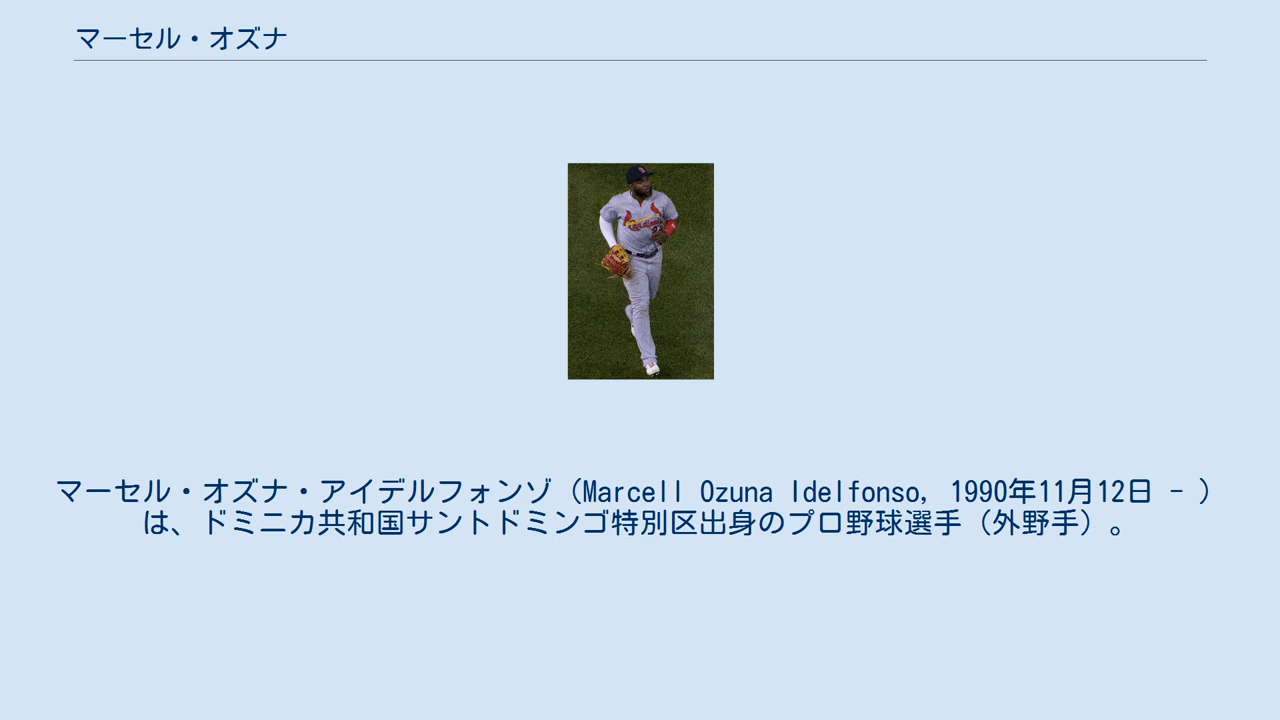 マーセル・オズナ
マーセル・オズナ・アイデルフォンゾ（Marcell Ozuna Idelfonso, 1990年11月12日 - ）
は、ドミニカ共和国サントドミンゴ特別区出身のプロ野球選手（外野手）。